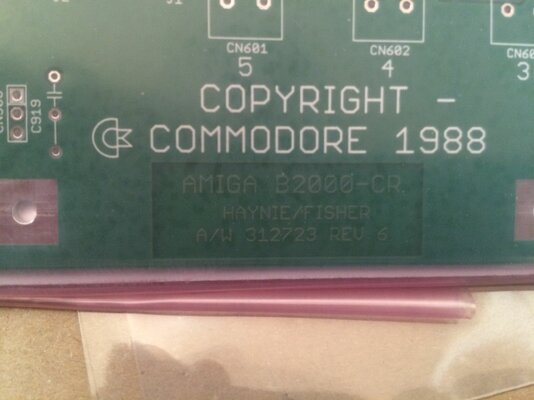 CN601
CN602
5
4
3
C919
COPYRIGHT -
COMMODORE 1988
AMIGA B2000-CR
HAYNIE/FISHER
A/W 312723 REV 6